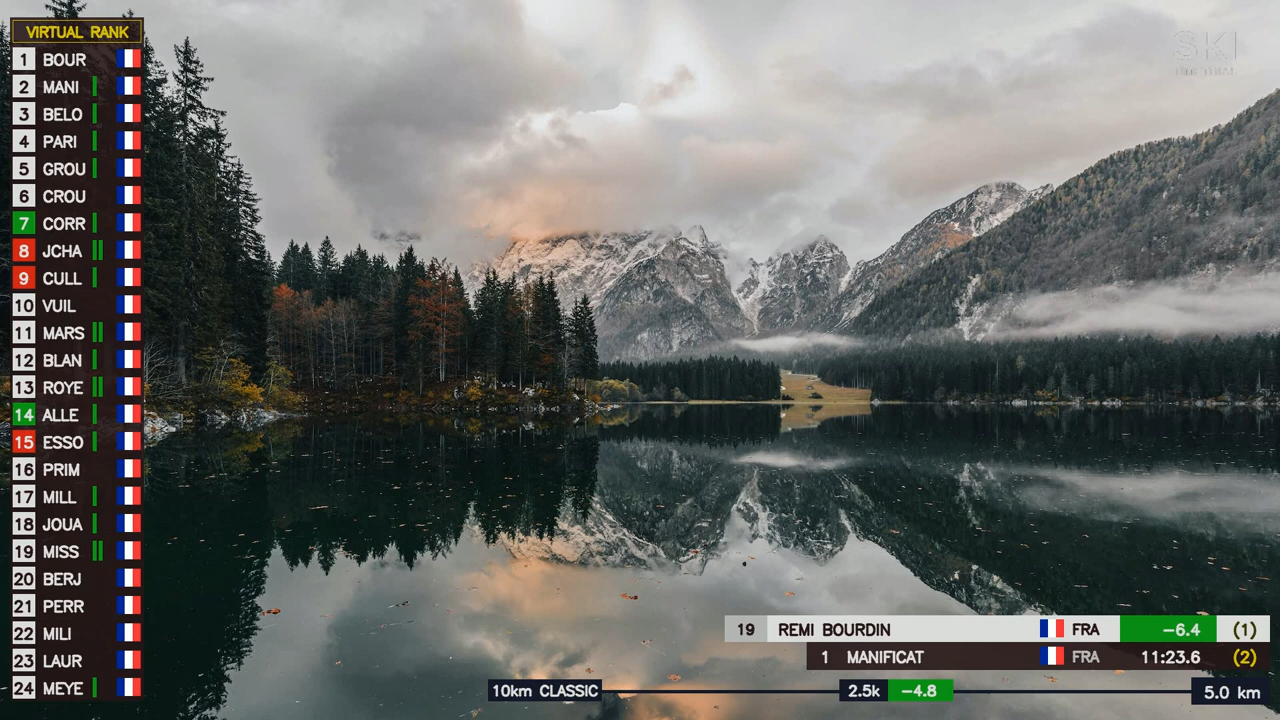 VIRTUAL RANK
1 BOUR
2 MANI
3 BELO
4 PARI
5 GROU
6 CROU
7 CORR
8 JCHA
9 CULL
10 VUIL
11 MARS
12 BLAN
13 ROYE
14 ALLE
15 ESSO
16 PRIM
17 MILL
18 JOUA
19 MISS
20 BERJ
21 PERR
22 MILI
23 LAUR
24 MEYE
SKI
19 REMI BOURDIN FRA -6.4 (1)
1 MANIFICAT FRA 11:23.6 (2)
10km CLASSIC 2.5k -4.8 5.0 km